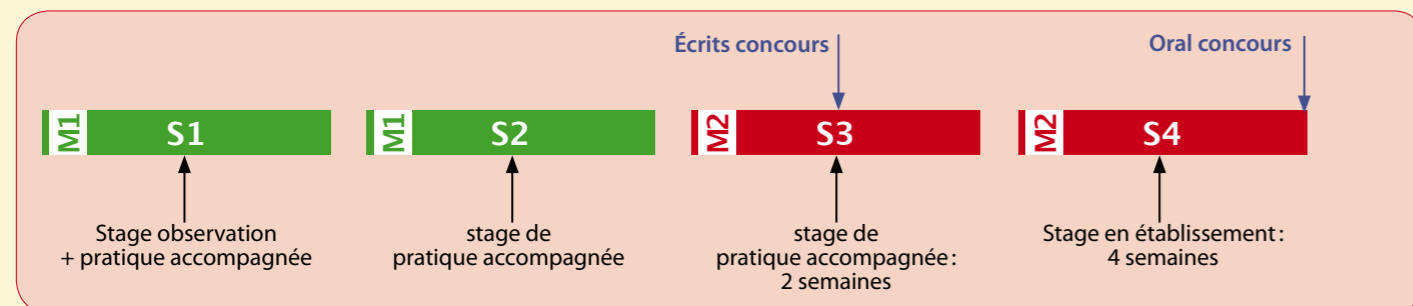 Écrits concours
Oral concours
M1
S1
M1
S2
M2
S3
M2
S4
Stage observation
+ pratique accompagnée
stage de
pratique accompagnée
stage de
pratique accompagnée :
2 semaines
Stage en établissement :
4 semaines